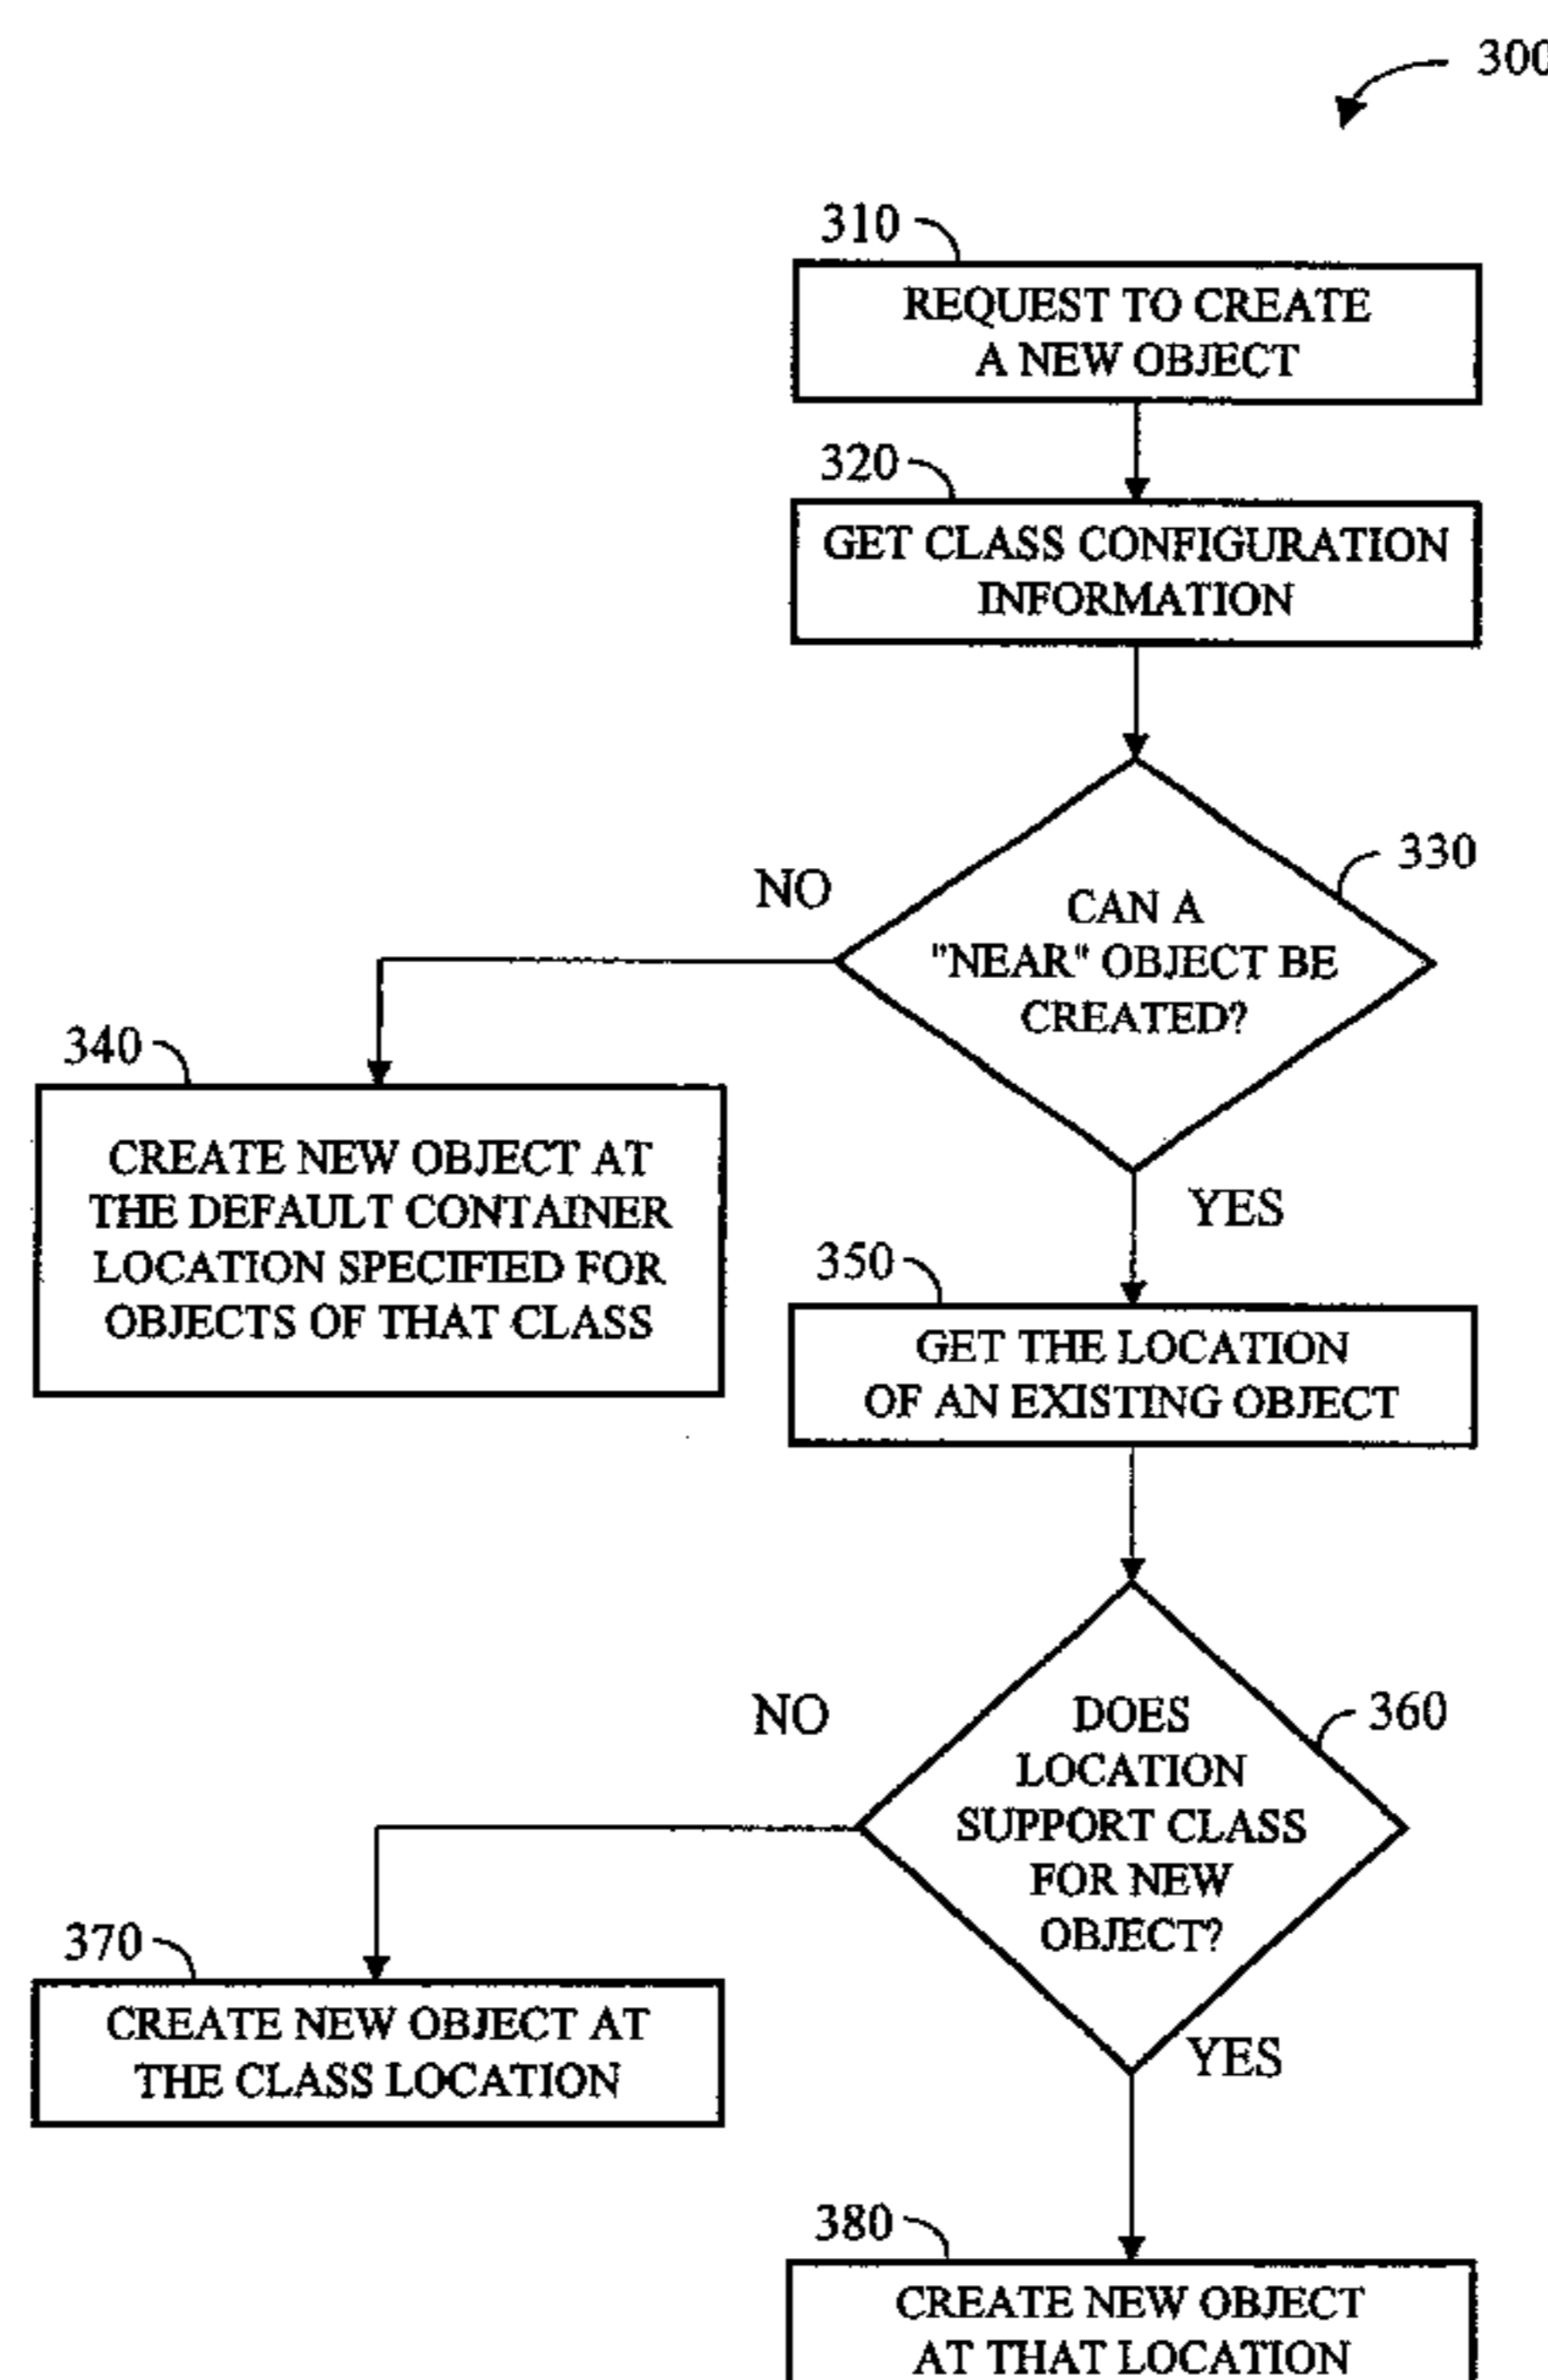 300
310
REQUEST TO CREATE
A NEW OBJECT
320
GET CLASS CONFIGURATION
INFORMATION
330
NO
CAN A
"NEAR" OBJECT BE
CREATED?
340
YES
CREATE NEW OBJECT AT
THE DEFAULT CONTAINER
LOCATION SPECIFIED FOR
OBJECTS OF THAT CLASS
350
GET THE LOCATION
OF AN EXISTING OBJECT
NO
360
DOES
LOCATION
SUPPORT CLASS
FOR NEW
OBJECT?
370
CREATE NEW OBJECT AT
THE CLASS LOCATION
YES
380
CREATE NEW OBJECT
AT THAT LOCATION